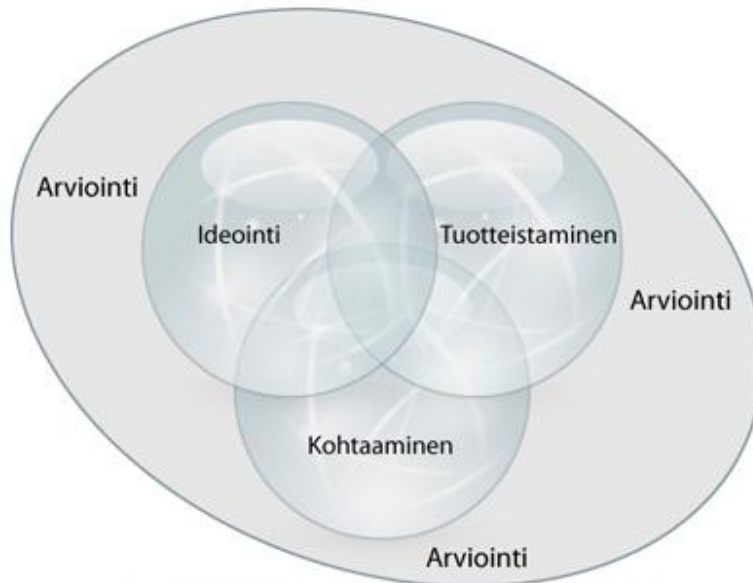 Arviointi
Ideointi
Tuotteistaminen
Arviointi
Kohtaaminen
Arviointi